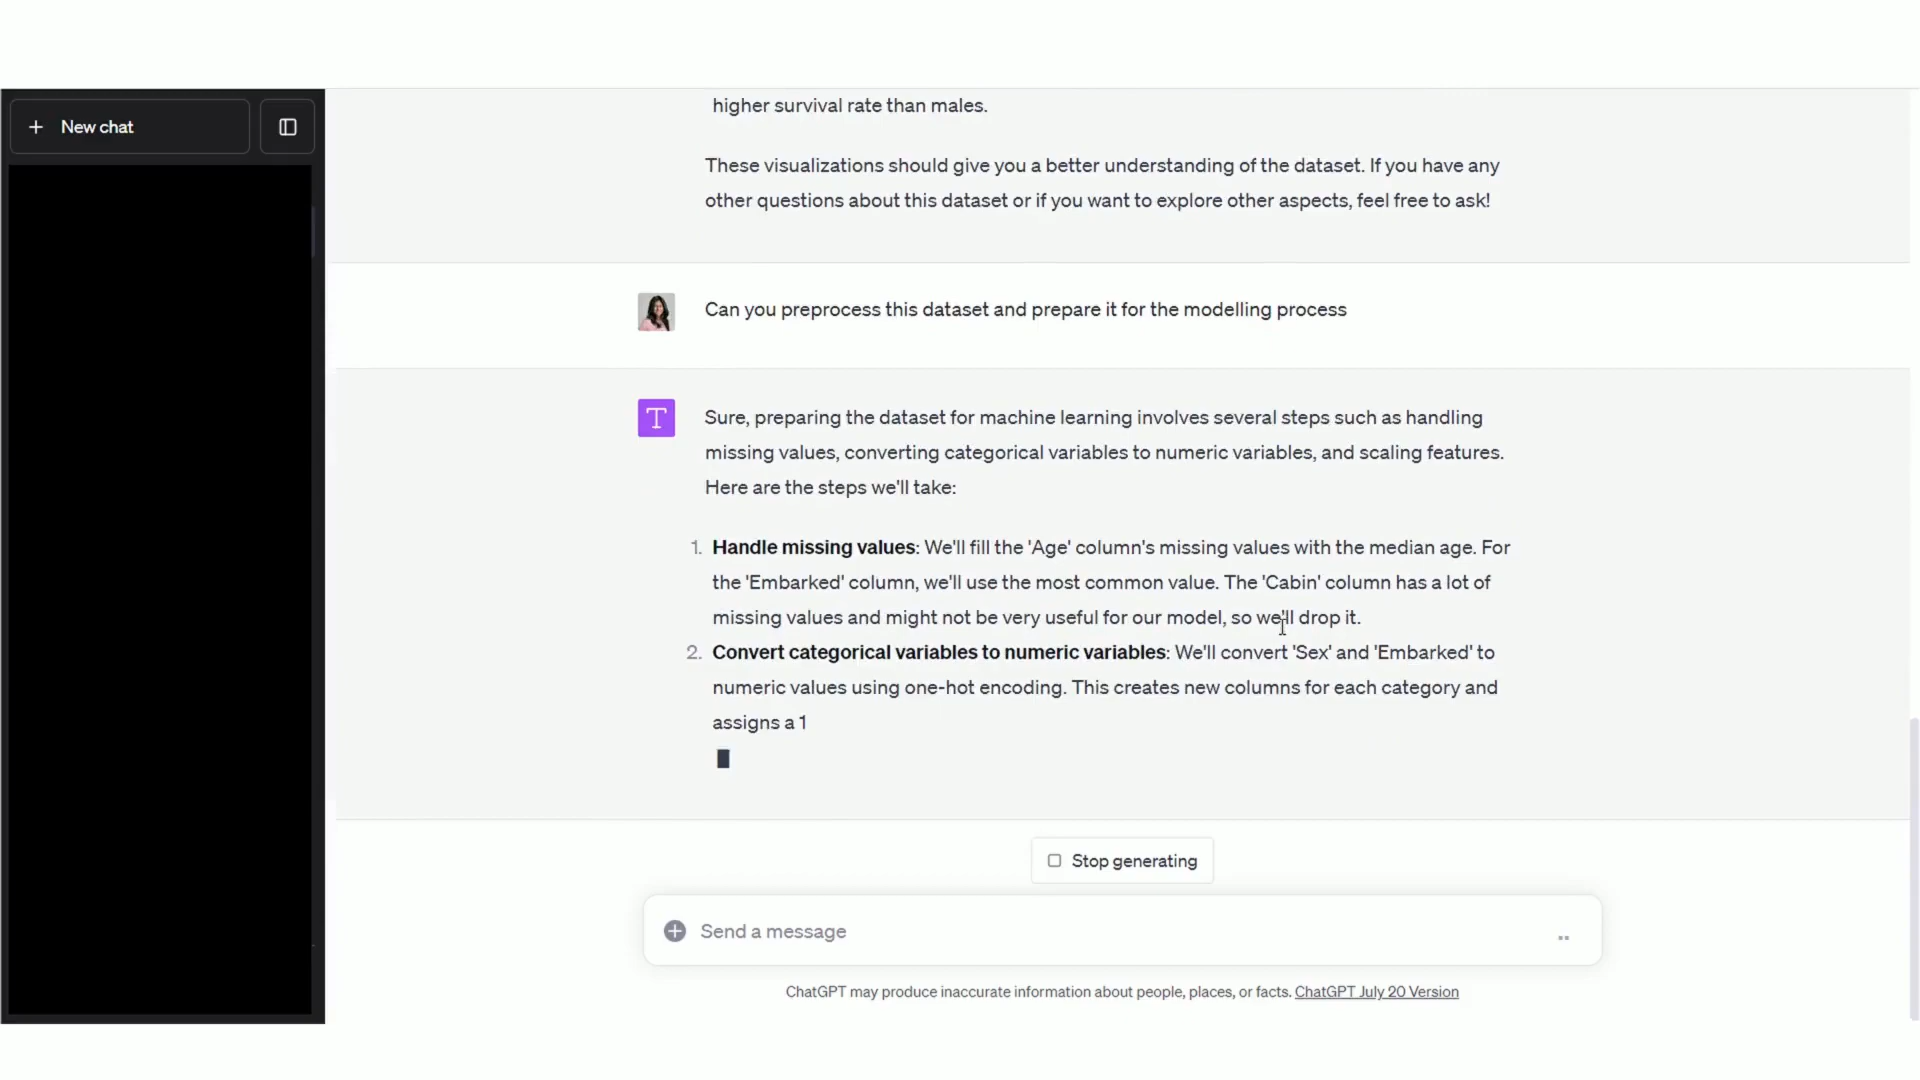 New chat
higher survival rate than males.
These visualizations should give you a better understanding of the dataset. If you have any
other questions about this dataset or if you want to explore other aspects, feel free to ask!
Can you preprocess this dataset and prepare it for the modelling process
T
Sure, preparing the dataset for machine learning involves several steps such as handling
missing values, converting categorical variables to numeric variables, and scaling features.
Here are the steps we'll take:
1. Handle missing values: We'll fill the 'Age' column's missing values with the median age. For
the 'Embarked' column, we'll use the most common value. The 'Cabin' column has a lot of
missing values and might not be very useful for our model, so we'll drop it.
2. Convert categorical variables to numeric variables: We'll convert 'Sex' and 'Embarked' to
numeric values using one-hot encoding. This creates new columns for each category and
assigns a 1
Stop generating
Send a message
ChatGPT may produce inaccurate information about people, places, or facts. ChatGPT July 20 Version